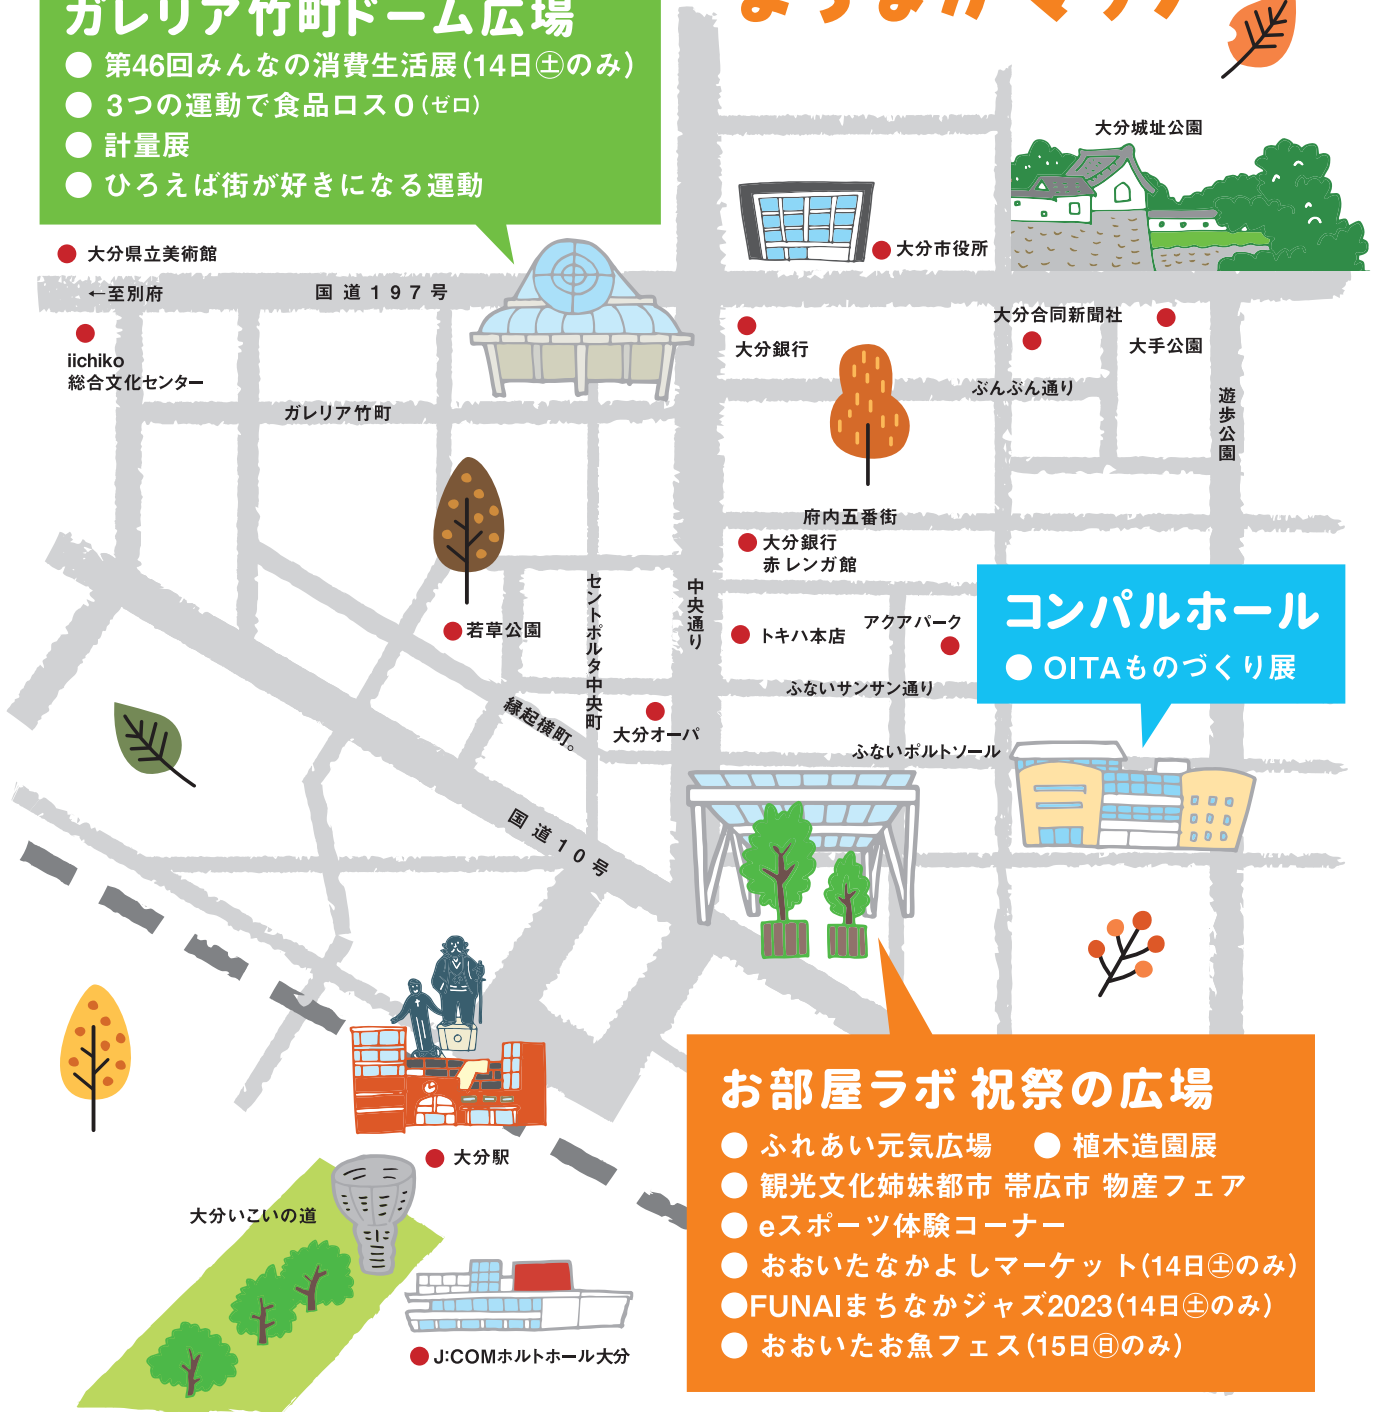 ガレリア竹町ドーム広場
● 第46回みんなの消費生活展(14日㊏のみ)
● 3つの運動で食品ロス0(ゼロ)
● 計量展
● ひろえば街が好きになる運動
大分城址公園
大分県立美術館
大分市役所
←至別府
国道197号
大分合同新聞社
iichiko
総合文化センター
大分銀行
大手公園
ガレリア竹町
ぶんぶん通り
遊歩公園
府内五番街
大分銀行
赤レンガ館
セントポルタ中央町
中央通り
若草公園
トキハ本店
アクアパーク
コンパルホール
● OITAものづくり展
ふないサンサン通り
縁起横町。
大分オーパ
ふないポルトソール
国道10号
お部屋ラボ 祝祭の広場
● ふれあい元気広場 ● 植木造園展
● 観光文化姉妹都市 帯広市 物産フェア
● eスポーツ体験コーナー
● おおいたなかよしマーケット(14日㊏のみ)
●FUNAIまちなかジャズ2023(14日㊏のみ)
● おおいたお魚フェス(15日㊐のみ)
大分駅
大分いこいの道
J:COMホルトホール大分